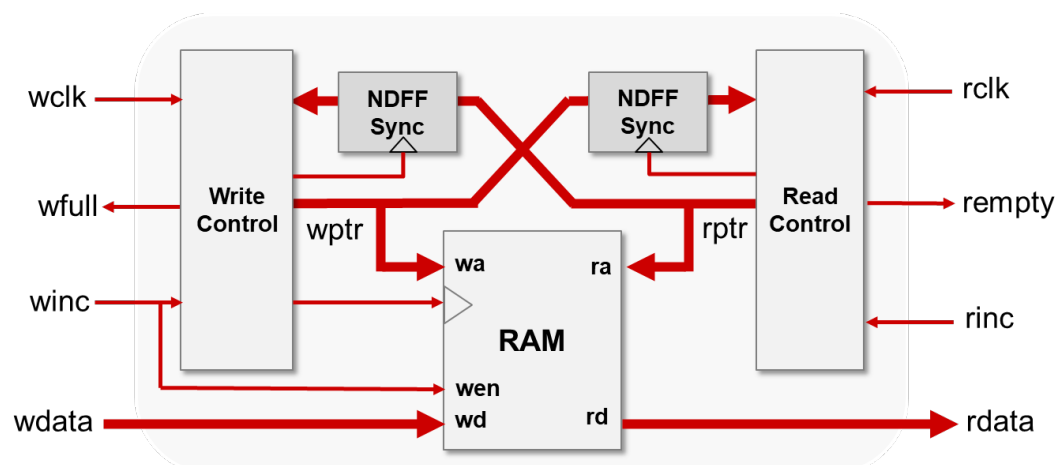 wclk
wfull
winc
wdata
Write
Control
NDFF
Sync
NDFF
Sync
wptr
rptr
wa
ra
RAM
wen
wd
rd
Read
Control
rclk
rempty
rinc
rdata